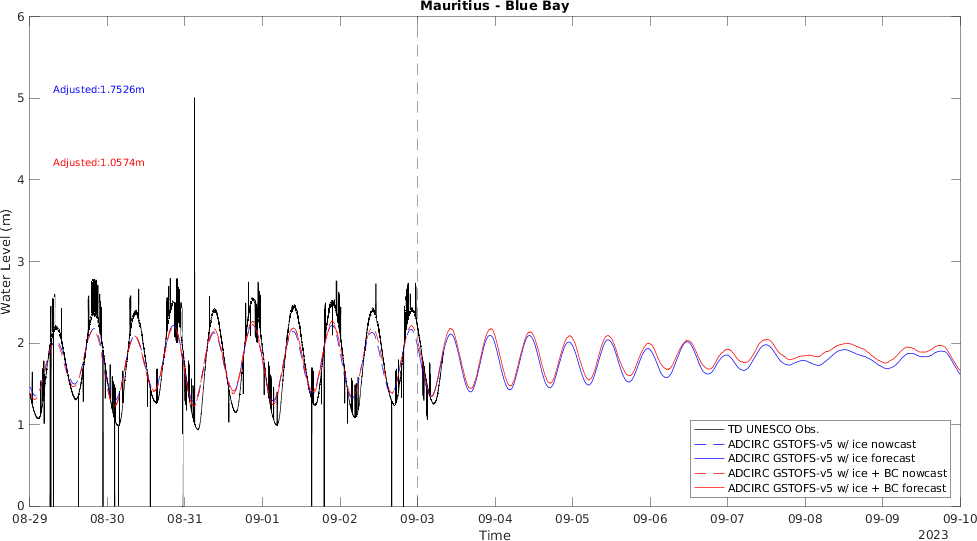 Mauritius - Blue Bay
6
5
4
3
2
1
0
Water Level (m)
Adjusted:1.7526m
Adjusted:1.0574m
TD UNESCO Obs.
ADCIRC GSTOFS-v5 w/ ice nowcast
ADCIRC GSTOFS-v5 w/ ice forecast
ADCIRC GSTOFS-v5 w/ ice + BC nowcast
ADCIRC GSTOFS-v5 w/ ice + BC forecast
08-29 08-30 08-31 09-01 09-02 09-03 09-04 09-05 09-06 09-07 09-08 09-09 09-10
Time
2023